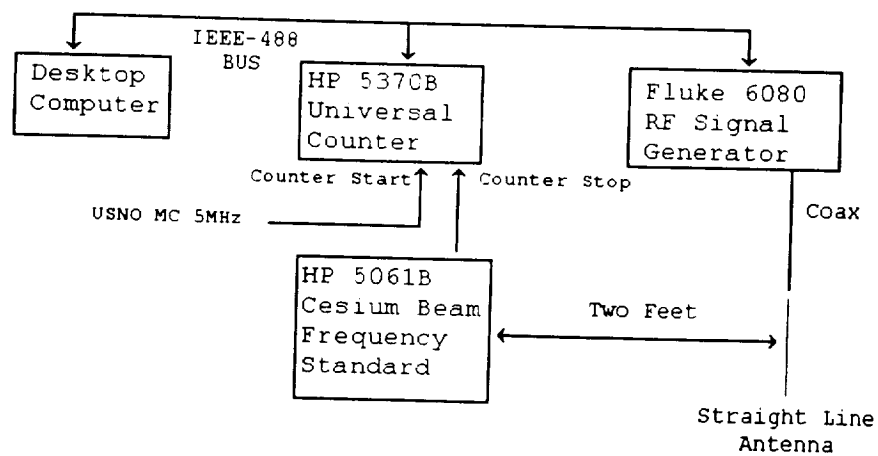 IEEE-488
BUS
Desktop
Computer
HP 5370B
Universal
Counter
Fluke 6080
RF Signal
Generator
Counter Start
Counter Stop
USNO MC 5MHz
Coax
HP 5061B
Cesium Beam
Frequency
Standard
Two Feet
Straight Line
Antenna